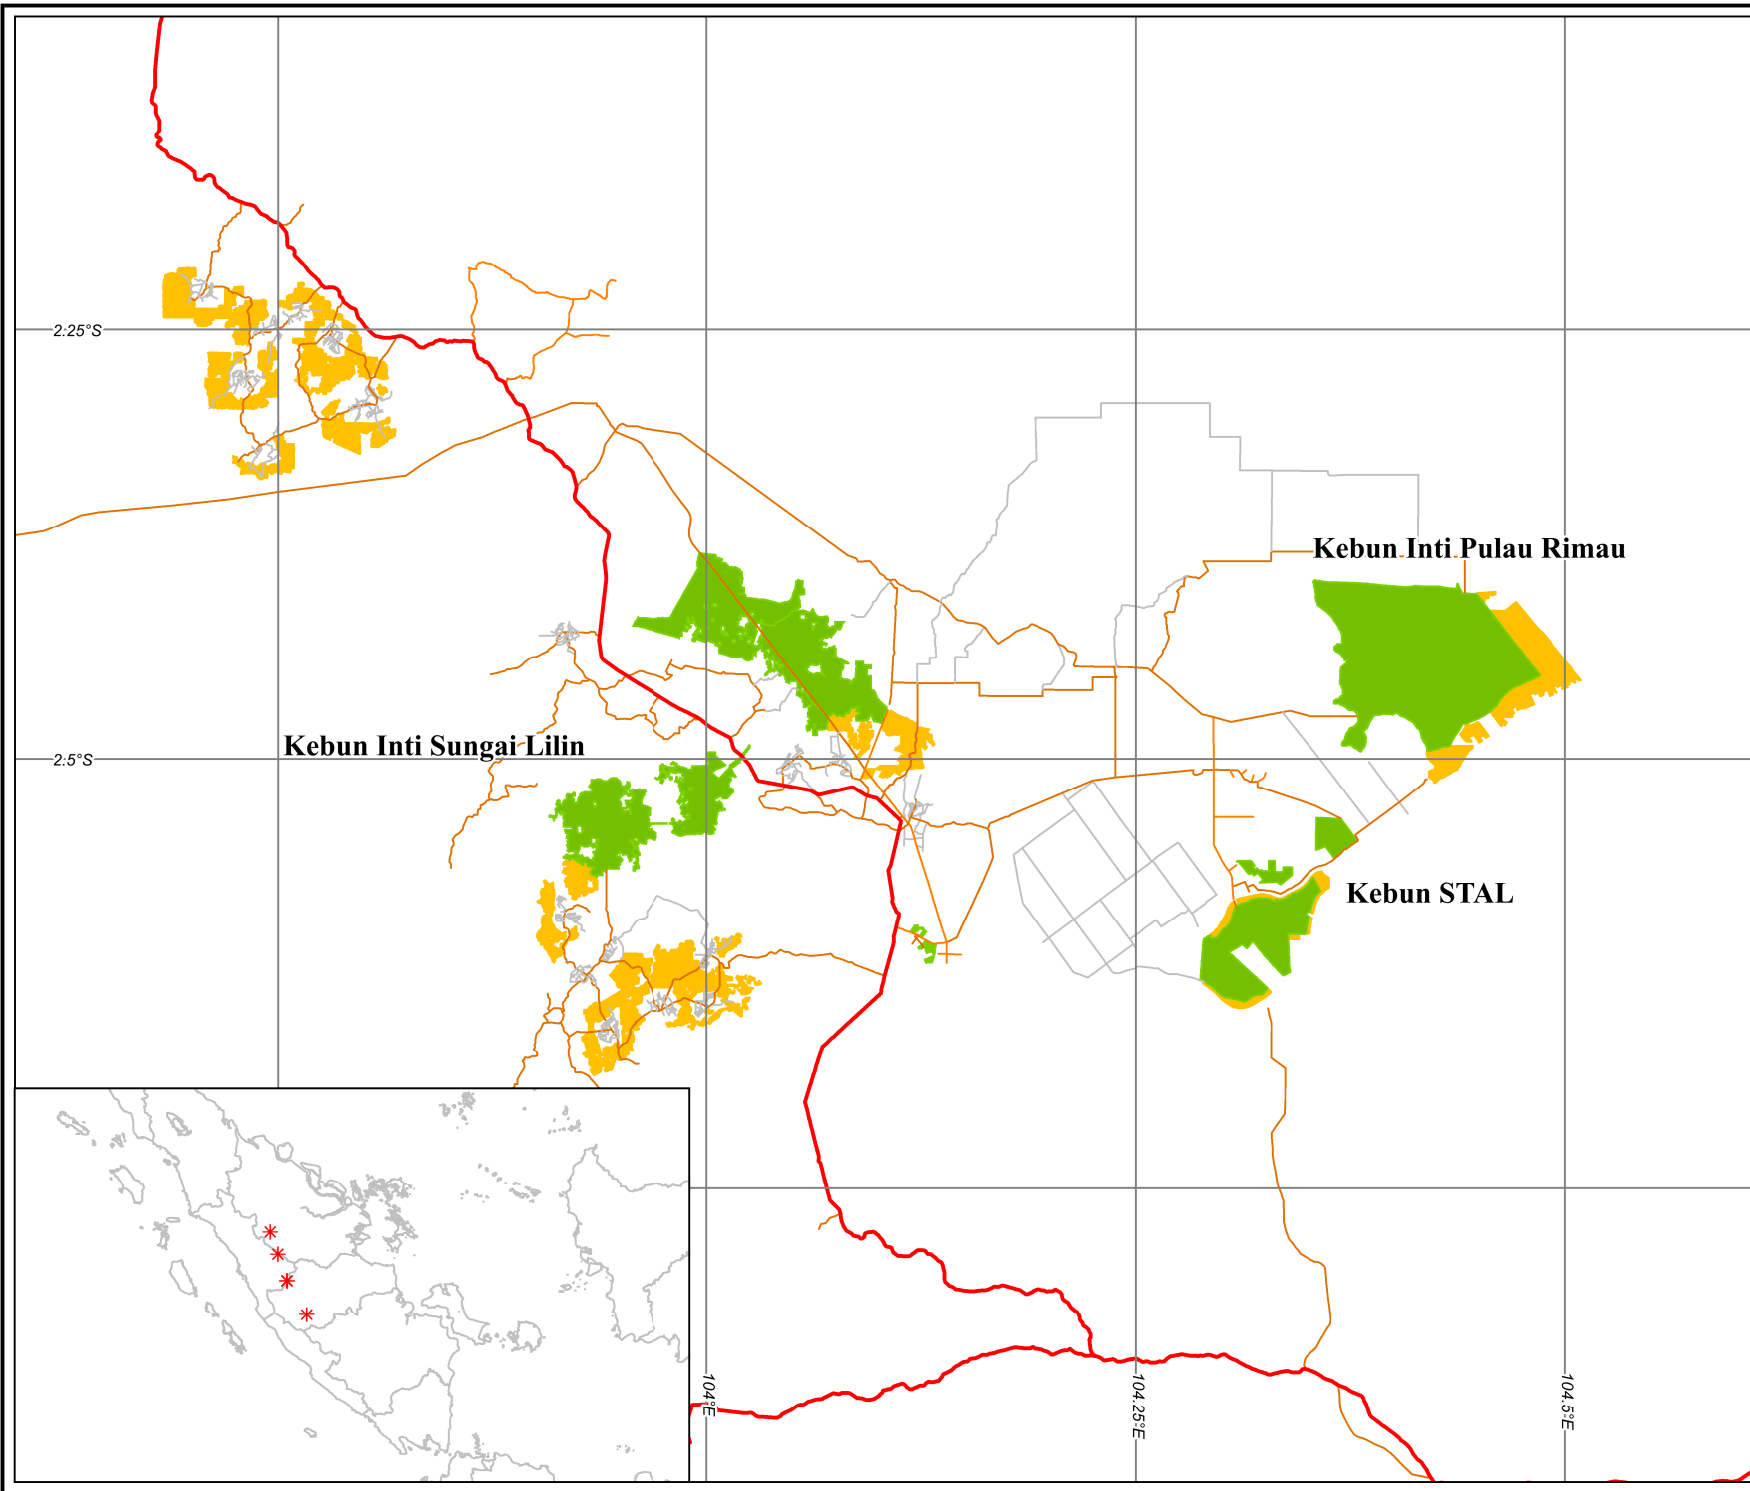 2.25°S
Kebun Inti Pulau Rimau
Kebun Inti Sungai Lilin
2.5°S
Kebun STAL
104°E
104.25°E
104.5°E